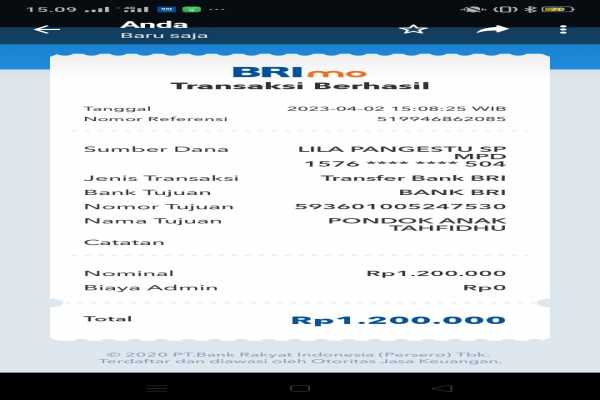 15.09
Anda
Baru saja
BRImo
Transaksi Berhasil
Tanggal 2023-04-02 15:08:25 WIB
Nomor Referensi 519946862085
Sumber Dana LILA PANGESTU SP
MPD
1576 **** **** 504
Jenis Transaksi Transfer Bank BRI
Bank Tujuan BANK BRI
Nomor Tujuan 593601005247530
Nama Tujuan PONDOK ANAK
TAHFIDHU
Catatan
Nominal Rp1.200.000
Biaya Admin Rp0
Total Rp1.200.000
© 2020 PT.Bank Rakyat Indonesia (Persero) Tbk.
Terdaftar dan diawasi oleh Otoritas Jasa Keuangan.